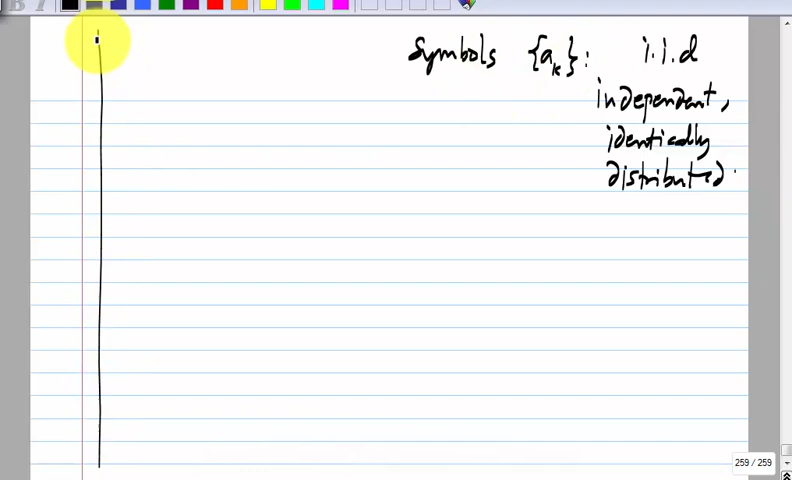 B I
Symbols {a_k}: i.i.d
independent,
identically
distributed.
259 / 259